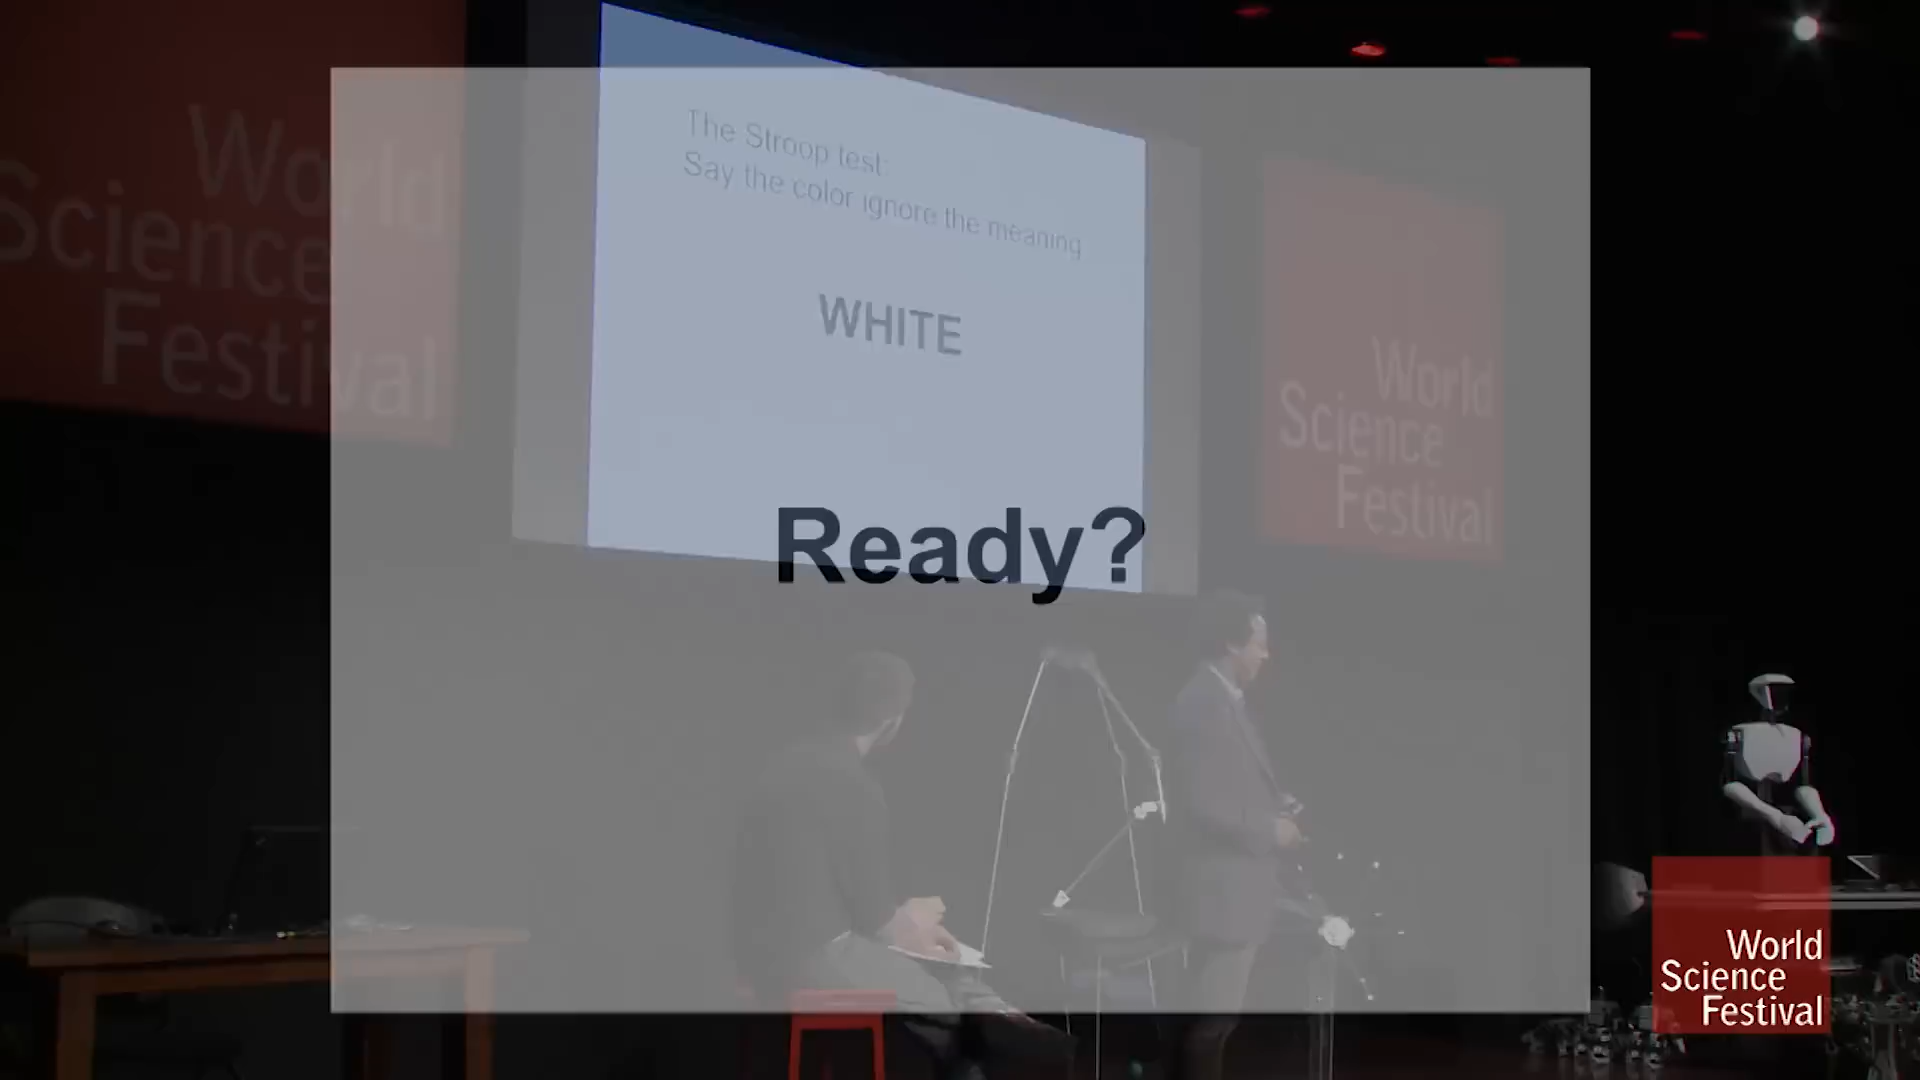 World
Science
Festival
The Stroop test:
Say the color ignore the meaning
WHITE
Ready?
World
Science
Festival
World
Science
Festival